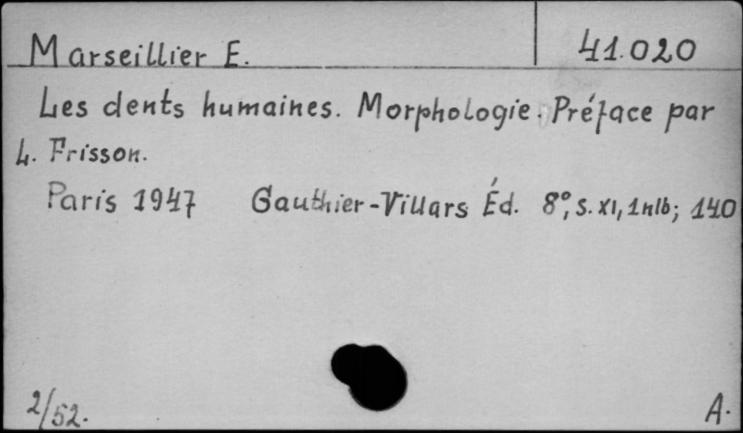 Marseillier E. 41.020
Les dents humaines. Morphologie. Préface par
L. Frisson.
Paris 1947 Gauthier-Villars Éd. 8°, s. XI, 1nlb; 140
2/52. A.